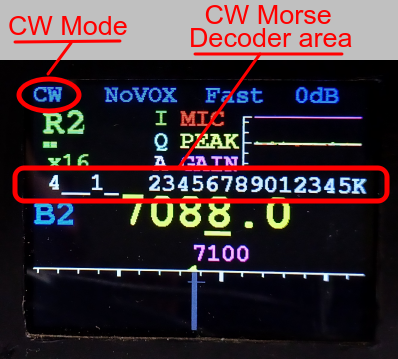 CW Mode
CW Morse
Decoder area
CW NoVOX Fast 0dB
R2 I MIC
Q PEAK
x16 A GAIN
4__1_ 23456789012345K
B2 7088.0
7100